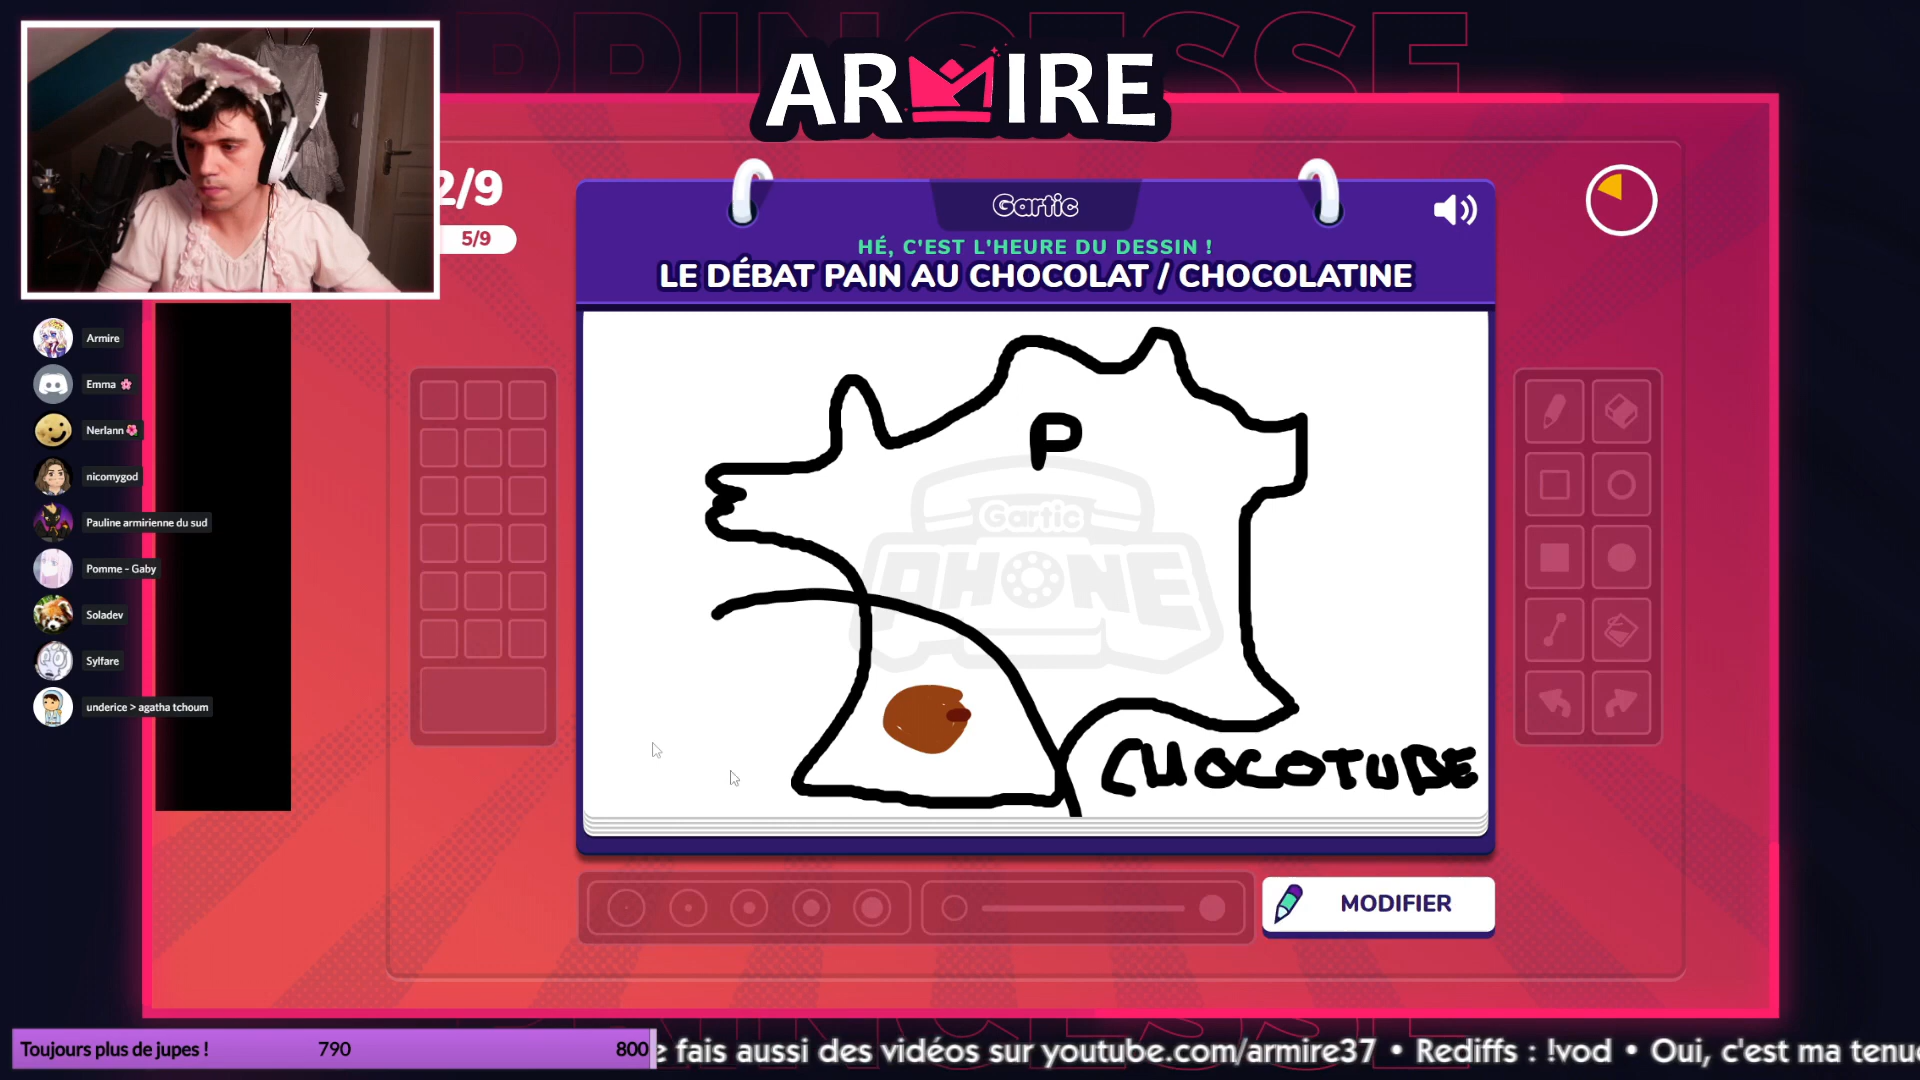 PRINCESSE
ARMIRE
2/9
5/9
Gartic
HÉ, C'EST L'HEURE DU DESSIN !
LE DÉBAT PAIN AU CHOCOLAT / CHOCOLATINE
P
Gartic
PHONE
CHOCOTUBE
Armire
Emma
Nerlann
nicomygod
Pauline armirienne du sud
Pomme - Gaby
Soladev
Sylfare
underice > agatha tchoum
MODIFIER
Toujours plus de jupes ! 790 800
e fais aussi des vidéos sur youtube.com/armire37 • Rediffs : !vod • Oui, c'est ma tenue